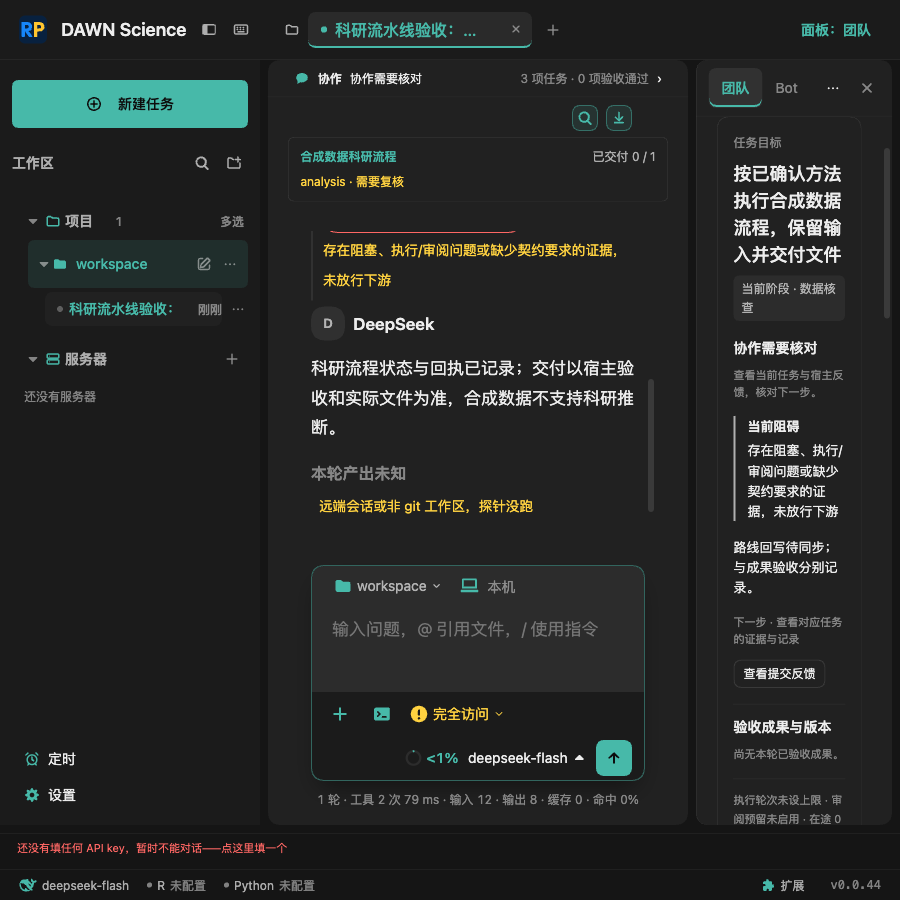 RP DAWN Science
科研流水线验收：...
面板：团队
新建任务
工作区
项目 1 多选
workspace
科研流水线验收： 刚刚
服务器
还没有服务器
定时
设置
协作 协作需要核对 3 项任务 · 0 项验收通过
合成数据科研流程 已交付 0 / 1
analysis · 需要复核
存在阻塞、执行/审阅问题或缺少契约要求的证据，
未放行下游
D DeepSeek
科研流程状态与回执已记录；交付以宿主验
收和实际文件为准，合成数据不支持科研推
断。
本轮产出未知
远端会话或非 git 工作区，探针没跑
workspace 本机
输入问题，@ 引用文件，/ 使用指令
完全访问
<1% deepseek-flash
1 轮 · 工具 2 次 79 ms · 输入 12 · 输出 8 · 缓存 0 · 命中 0%
团队 Bot
任务目标
按已确认方法
执行合成数据
流程，保留输
入并交付文件
当前阶段 · 数据核
查
协作需要核对
查看当前任务与宿主反
馈，核对下一步。
当前阻碍
存在阻塞、执行/
审阅问题或缺少
契约要求的证
据，未放行下游
路线回写待同步；
与成果验收分别记
录。
下一步 · 查看对应任务
的证据与记录
查看提交反馈
验收成果与版本
尚无本轮已验收成果。
执行轮次未设上限 · 审
阅预留未启用 · 在途 0
还没有填任何 API key，暂时不能对话——点这里填一个
deepseek-flash R 未配置 Python 未配置
扩展 v0.0.44